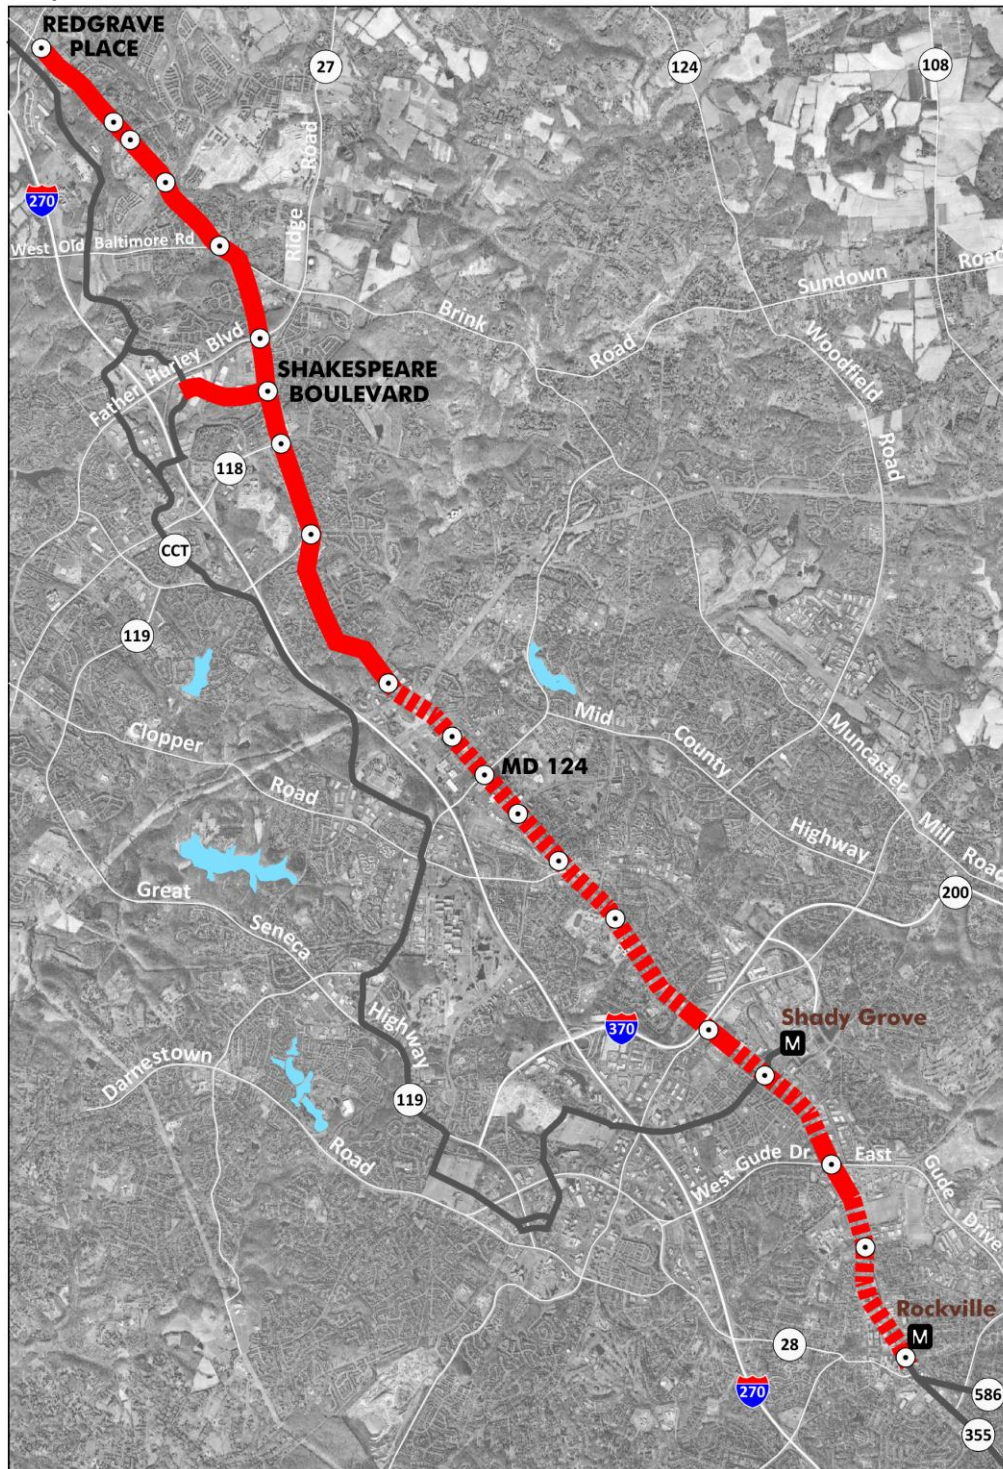 REDGRAVE
PLACE
27
124
108
Ridge Road
270
West Old Baltimore Rd
Sundown Road
Brink Road
Woodfield Road
Father Hurley Blvd
SHAKESPEARE
BOULEVARD
118
CCT
119
Mid County Highway
Muncaster Mill Road
Clopper Road
MD 124
Great Seneca Highway
200
Shady Grove
M
370
Darnestown Road
119
West Gude Dr
East Gude Drive
Rockville
M
28
270
586
355